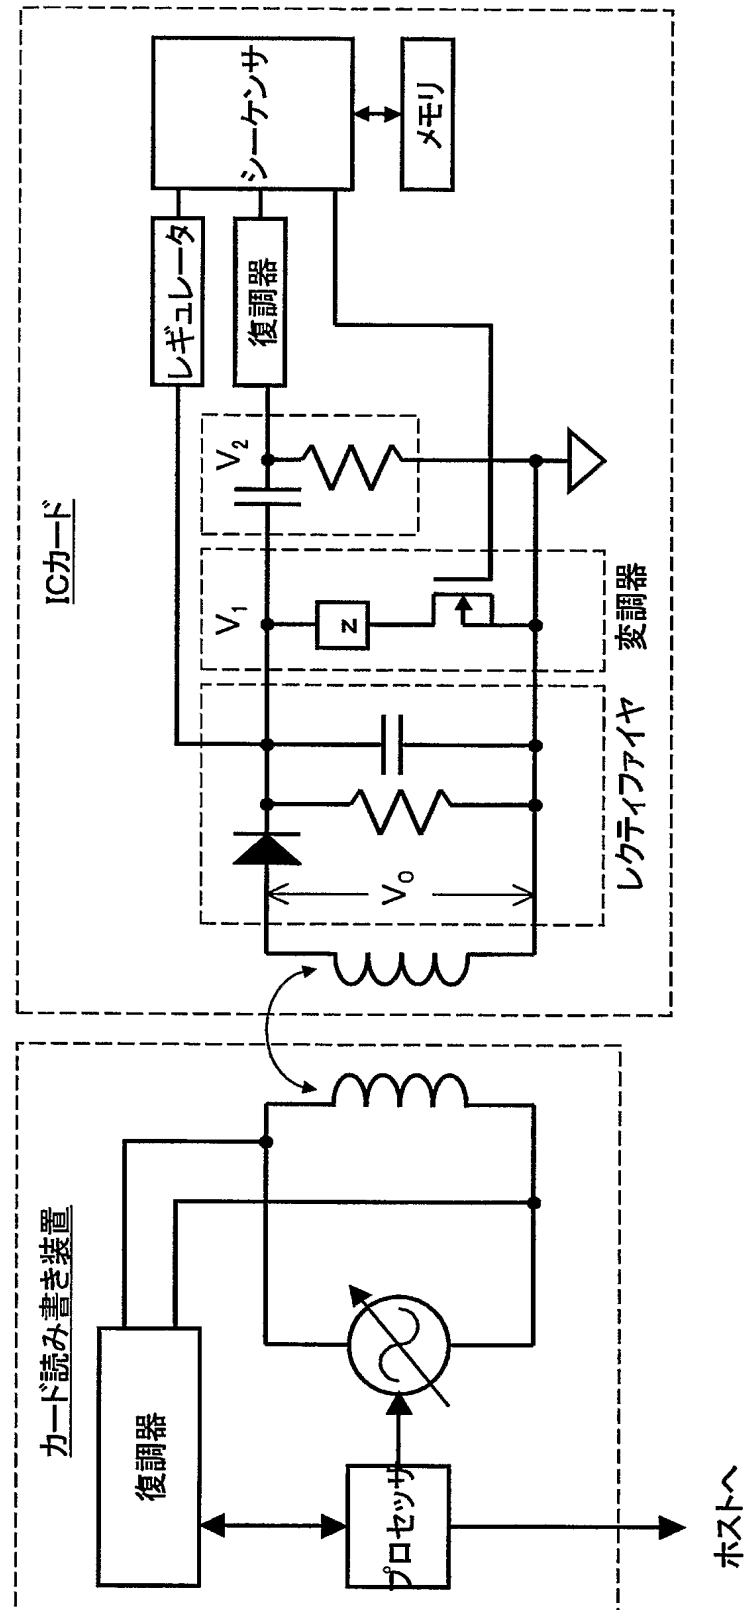 カード読み書き装置
復調器
プロセッサ
ホストへ
ICカード
レギュレータ
シーケンサ
復調器
メモリ
V0
V1
V2
z
レクティファイヤ
変調器